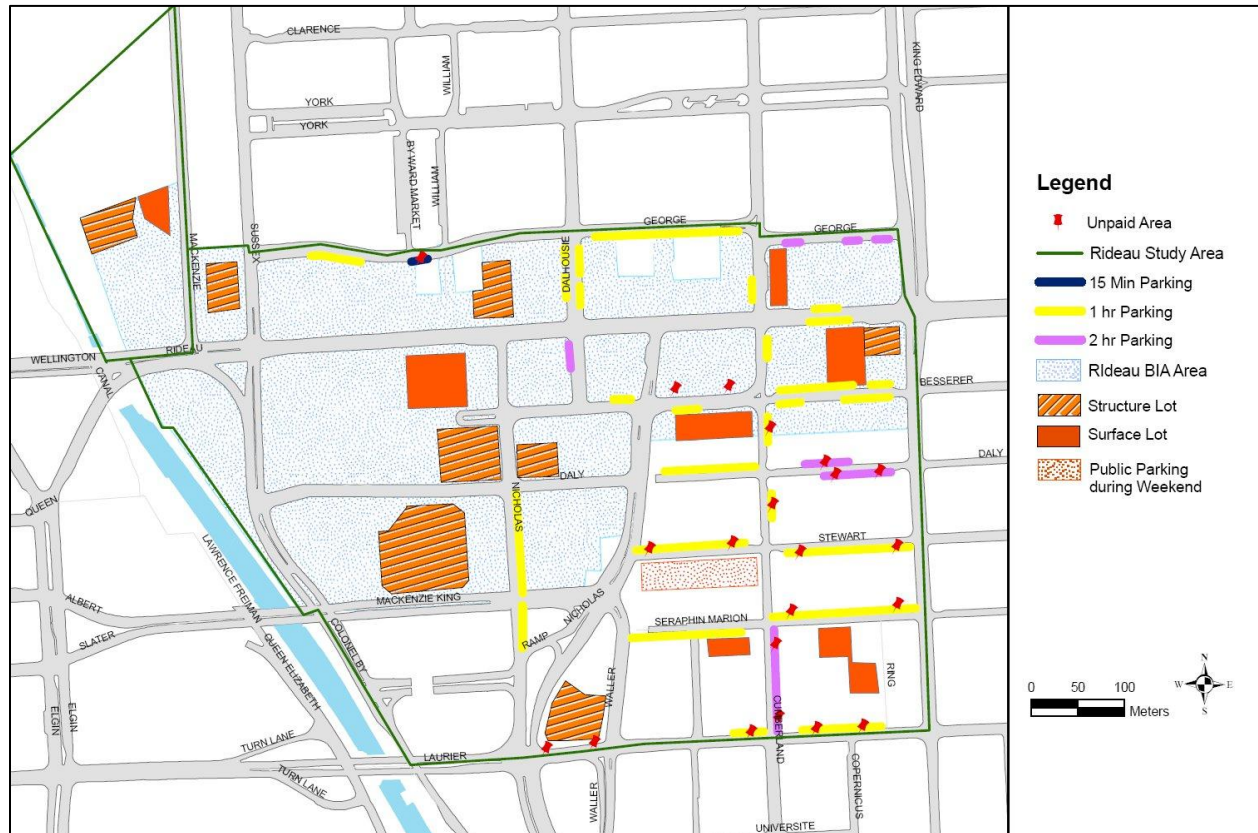 CLARENCE
WILLIAM
KING EDWARD
YORK
YORK
BY WARD MARKET
WILLIAM
GEORGE
GEORGE
MACKENZIE
SUSSEX
DALHOUSIE
WELLINGTON
RIDEAU
CANAL
BESSERER
DALY
DALY
QUEEN
NICHOLAS
STEWART
LAWRENCE FREIMAN
MACKENZIE KING
ALBERT
SLATER
COLONEL BY
RAMP
NICHOLAS
SERAPHIN MARION
QUEEN ELIZABETH
WALLER
RING
CUMBERLAND
ELGIN
ELGIN
TURN LANE
LAURIER
TURN LANE
WALLER
COPERNICUS
UNIVERSITE
Legend
Unpaid Area
Rideau Study Area
15 Min Parking
1 hr Parking
2 hr Parking
RIdeau BIA Area
Structure Lot
Surface Lot
Public Parking
during Weekend
N
W E
S
0 50 100
Meters